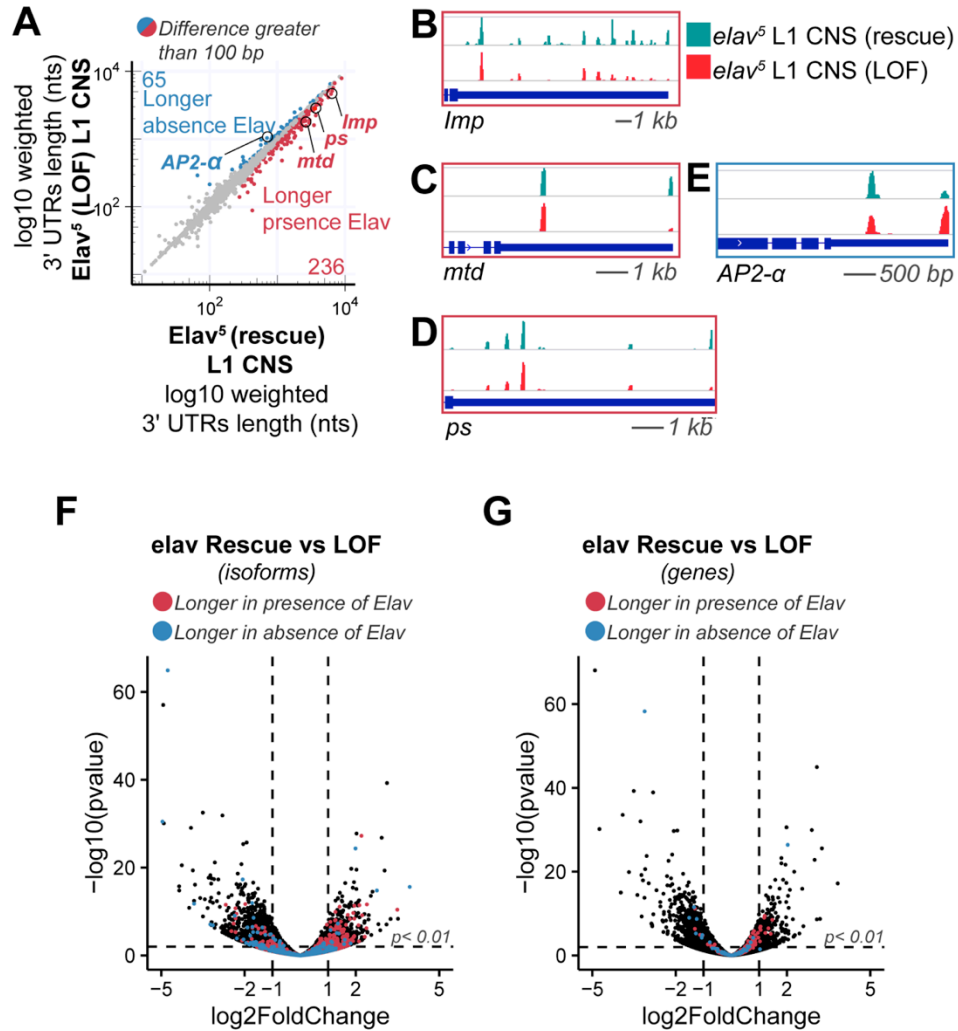 A
Difference greater
than 100 bp
log10 weighted
3' UTRs length (nts)
Elav⁵ (LOF) L1 CNS
10⁴
10²
65
Longer
absence Elav
AP2-α
Imp
ps
mtd
Longer
prsence Elav
236
10²
10⁴
Elav⁵ (rescue)
L1 CNS
log10 weighted
3' UTRs length (nts)
B
Imp
1 kb
elav⁵ L1 CNS (rescue)
elav⁵ L1 CNS (LOF)
C
mtd
1 kb
E
AP2-α
500 bp
D
ps
1 kb
F
elav Rescue vs LOF
(isoforms)
Longer in presence of Elav
Longer in absence of Elav
−log10(pvalue)
60
40
20
0
p< 0.01
−5
−2
−1
1
2
5
log2FoldChange
G
elav Rescue vs LOF
(genes)
Longer in presence of Elav
Longer in absence of Elav
−log10(pvalue)
60
40
20
0
p< 0.01
−5
−2
−1
1
2
5
log2FoldChange